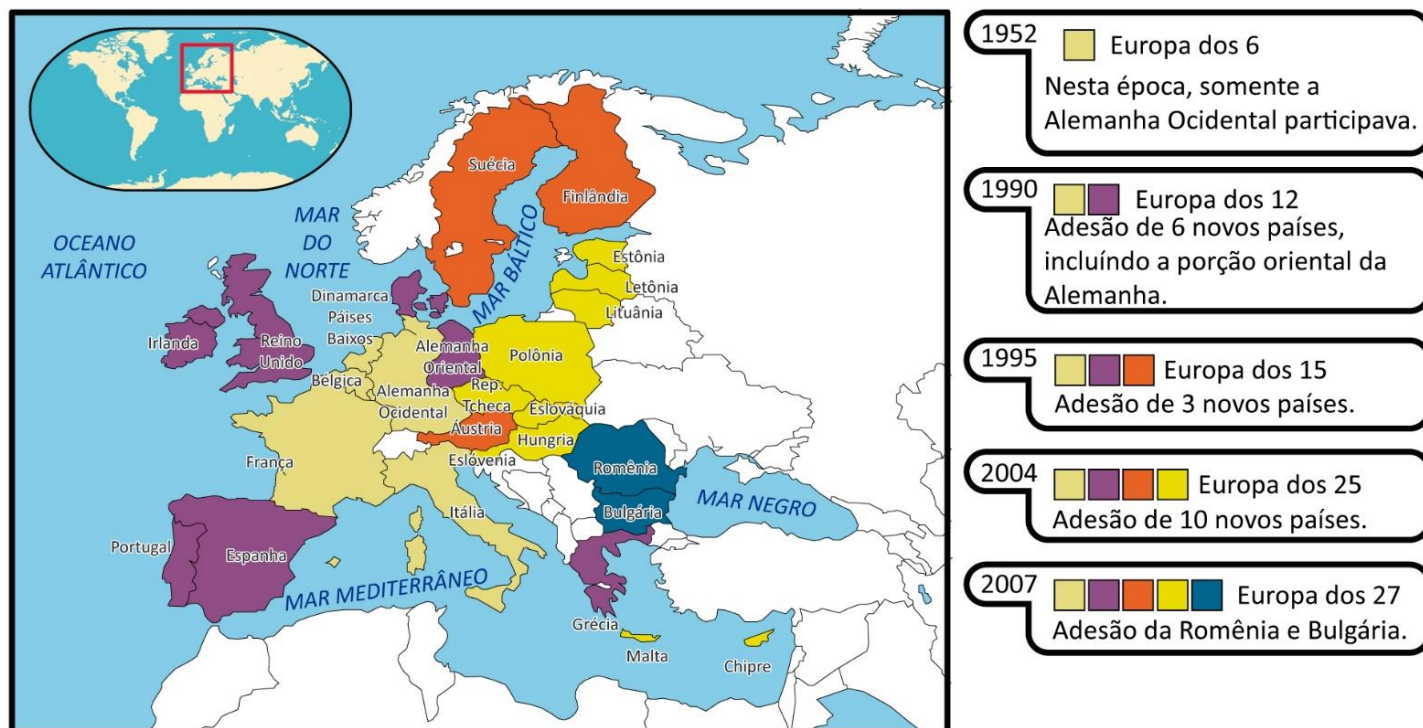 OCEANO
ATLÂNTICO
MAR
DO
NORTE
MAR BÁLTICO
Suécia
Finlândia
Estônia
Letônia
Lituânia
Dinamarca
Páises
Baixos
Irlanda
Reino
Unido
Bélgica
Alemanha
Oriental
Alemanha
Ocidental
Polônia
Rep.
Tcheca
Eslováquia
Áustria
Hungria
Eslôvenia
França
Romênia
Bulgária
MAR NEGRO
Itália
Portugal
Espanha
MAR MEDITERRÂNEO
Grécia
Malta
Chipre
1952
Europa dos 6
Nesta época, somente a
Alemanha Ocidental participava.
1990
Europa dos 12
Adesão de 6 novos países,
incluíndo a porção oriental da
Alemanha.
1995
Europa dos 15
Adesão de 3 novos países.
2004
Europa dos 25
Adesão de 10 novos países.
2007
Europa dos 27
Adesão da Romênia e Bulgária.